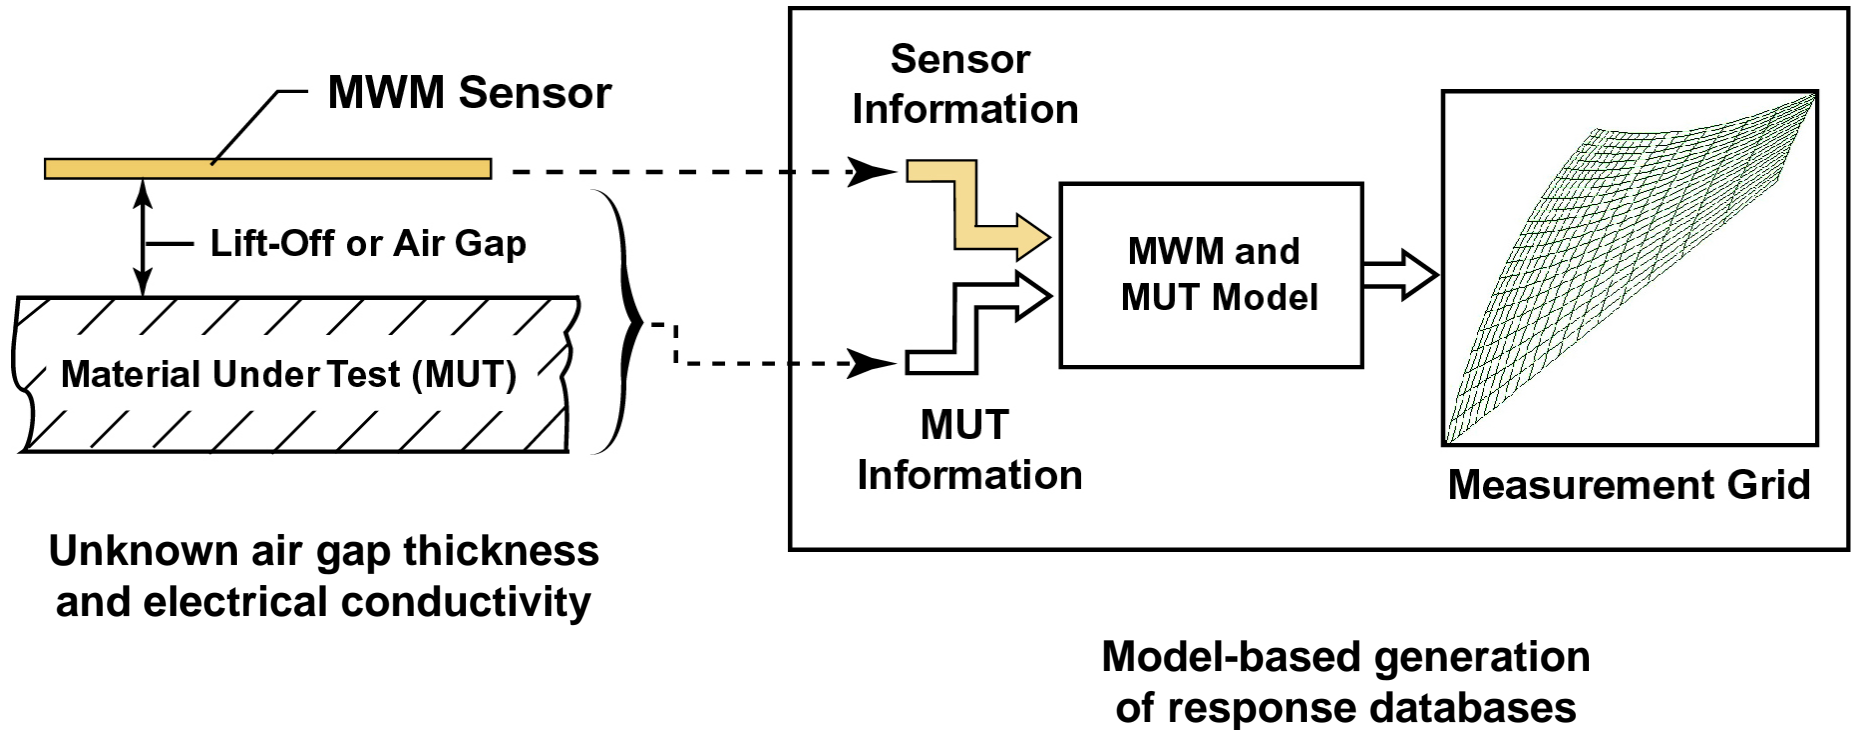 MWM Sensor
Lift-Off or Air Gap
Material Under Test (MUT)
Unknown air gap thickness
and electrical conductivity
Sensor
Information
MWM and
MUT Model
MUT
Information
Measurement Grid
Model-based generation
of response databases